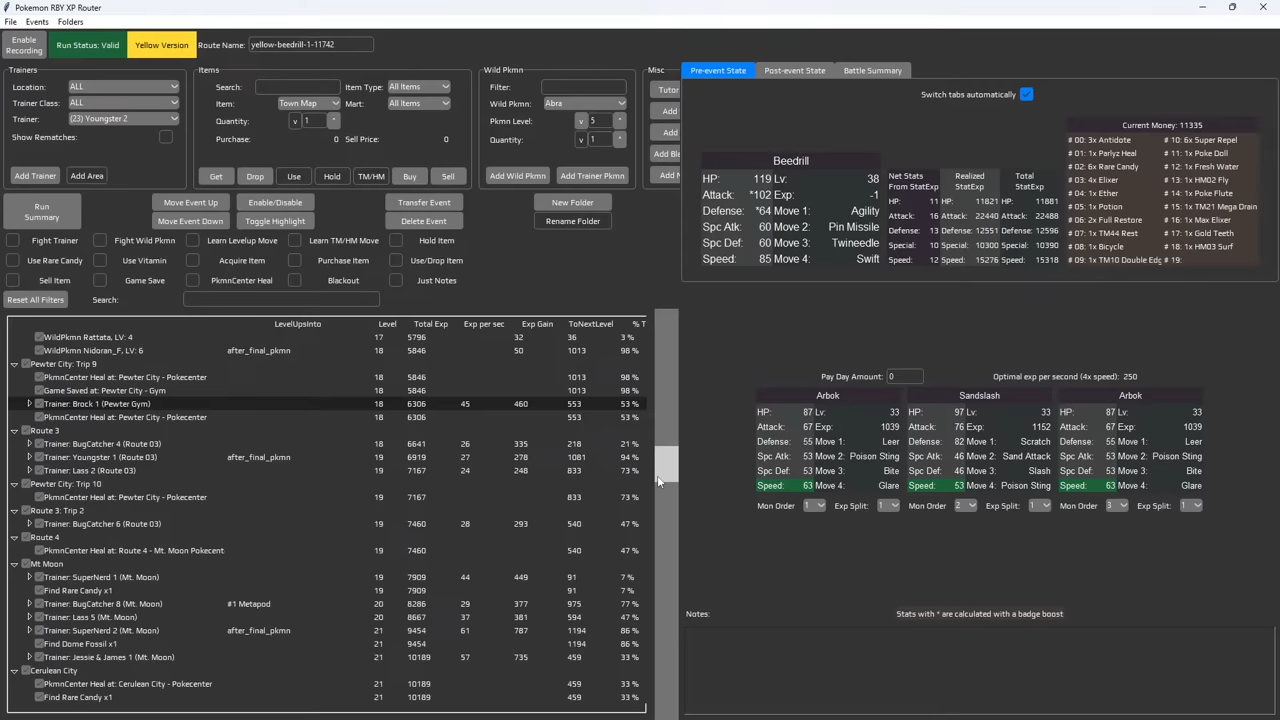 Pokemon RBY XP Router
File Events Folders
Enable Recording
Run Status: Valid
Yellow Version
Route Name: yellow-beedrill-1-11742
Trainers
Location: ALL
Trainer Class: ALL
Trainer: (23) Youngster 2
Show Rematches:
Add Trainer Add Area
Items
Search: Item Type: All Items
Item: Town Map Mart: All Items
Quantity: v 1 ^
Purchase: 0 Sell Price: 0
Get Drop Use Hold TM/HM Buy Sell
Wild Pkmn
Filter:
Wild Pkmn: Abra
Pkmn Level: v 5 ^
Quantity: v 1 ^
Add Wild Pkmn Add Trainer Pkmn
Misc
Tutor
Add
Add
Add Bla
Add N
Run Summary
Move Event Up Enable/Disable Transfer Event New Folder
Move Event Down Toggle Highlight Delete Event Rename Folder
Fight Trainer Fight Wild Pkmn Learn Levelup Move Learn TM/HM Move Hold Item
Use Rare Candy Use Vitamin Acquire Item Purchase Item Use/Drop Item
Sell Item Game Save PkmnCenter Heal Blackout Just Notes
Reset All Filters Search:
LevelUpsInto Level Total Exp Exp per sec Exp Gain ToNextLevel % T
WildPkmn Rattata, LV: 4 17 5796 32 36 3 %
WildPkmn Nidoran_F, LV: 6 after_final_pkmn 18 5846 50 1013 98 %
Pewter City: Trip 9
PkmnCenter Heal at: Pewter City - Pokecenter 18 5846 1013 98 %
Game Saved at: Pewter City - Gym 18 5846 1013 98 %
Trainer: Brock 1 (Pewter Gym) 18 6306 45 460 553 53 %
PkmnCenter Heal at: Pewter City - Pokecenter 18 6306 553 53 %
Route 3
Trainer: BugCatcher 4 (Route 03) 18 6641 26 335 218 21 %
Trainer: Youngster 1 (Route 03) after_final_pkmn 18 6919 27 278 1081 94 %
Trainer: Lass 2 (Route 03) 18 7167 24 248 833 73 %
Pewter City: Trip 10
PkmnCenter Heal at: Pewter City - Pokecenter 18 7167 833 73 %
Route 3: Trip 2
Trainer: BugCatcher 6 (Route 03) 19 7460 28 293 540 47 %
Route 4
PkmnCenter Heal at: Route 4 - Mt. Moon Pokecent 19 7460 540 47 %
Mt Moon
Trainer: SuperNerd 1 (Mt. Moon) 19 7909 44 449 91 7 %
Find Rare Candy x1 19 7909 91 7 %
Trainer: BugCatcher 8 (Mt. Moon) #1 Metapod 20 8286 29 377 975 77 %
Trainer: Lass 5 (Mt. Moon) 20 8667 37 381 594 47 %
Trainer: SuperNerd 2 (Mt. Moon) after_final_pkmn 21 9454 61 787 1194 86 %
Find Dome Fossil x1 21 9454 1194 86 %
Trainer: Jessie & James 1 (Mt. Moon) 21 10189 57 735 459 33 %
Cerulean City
PkmnCenter Heal at: Cerulean City - Pokecenter 21 10189 459 33 %
Find Rare Candy x1 21 10189 459 33 %
Pre-event State Post-event State Battle Summary
Switch tabs automatically
Beedrill
HP: 119 Lv: 38
Attack: *102 Exp: -1
Defense: *64 Move 1: Agility
Spc Atk: 60 Move 2: Pin Missile
Spc Def: 60 Move 3: Twineedle
Speed: 85 Move 4: Swift
Net Stats From StatExp
HP: 11
Attack: 16
Defense: 13
Special: 10
Speed: 12
Realized StatExp
HP: 11821
Attack: 22440
Defense: 12551
Special: 10300
Speed: 15276
Total StatExp
HP: 11881
Attack: 22488
Defense: 12596
Special: 10390
Speed: 15318
Current Money: 11335
# 00: 3x Antidote # 10: 6x Super Repel
# 01: 1x Parlyz Heal # 11: 1x Poke Doll
# 02: 6x Rare Candy # 12: 1x Fresh Water
# 03: 4x Elixer # 13: 1x HM02 Fly
# 04: 1x Ether # 14: 1x Poke Flute
# 05: 1x Potion # 15: 1x TM21 Mega Drain
# 06: 2x Full Restore # 16: 1x Max Elixer
# 07: 1x TM44 Rest # 17: 1x Gold Teeth
# 08: 1x Bicycle # 18: 1x HM03 Surf
# 09: 1x TM10 Double Edg # 19:
Pay Day Amount: 0 Optimal exp per second (4x speed): 250
Arbok
HP: 87 Lv: 33
Attack: 67 Exp: 1039
Defense: 55 Move 1: Leer
Spc Atk: 53 Move 2: Poison Sting
Spc Def: 53 Move 3: Bite
Speed: 63 Move 4: Glare
Mon Order 1 Exp Split: 1
Sandslash
HP: 97 Lv: 33
Attack: 76 Exp: 1152
Defense: 82 Move 1: Scratch
Spc Atk: 46 Move 2: Sand Attack
Spc Def: 46 Move 3: Slash
Speed: 53 Move 4: Poison Sting
Mon Order 2 Exp Split: 1
Arbok
HP: 87 Lv: 33
Attack: 67 Exp: 1039
Defense: 55 Move 1: Leer
Spc Atk: 53 Move 2: Poison Sting
Spc Def: 53 Move 3: Bite
Speed: 63 Move 4: Glare
Mon Order 3 Exp Split: 1
Notes: Stats with * are calculated with a badge boost